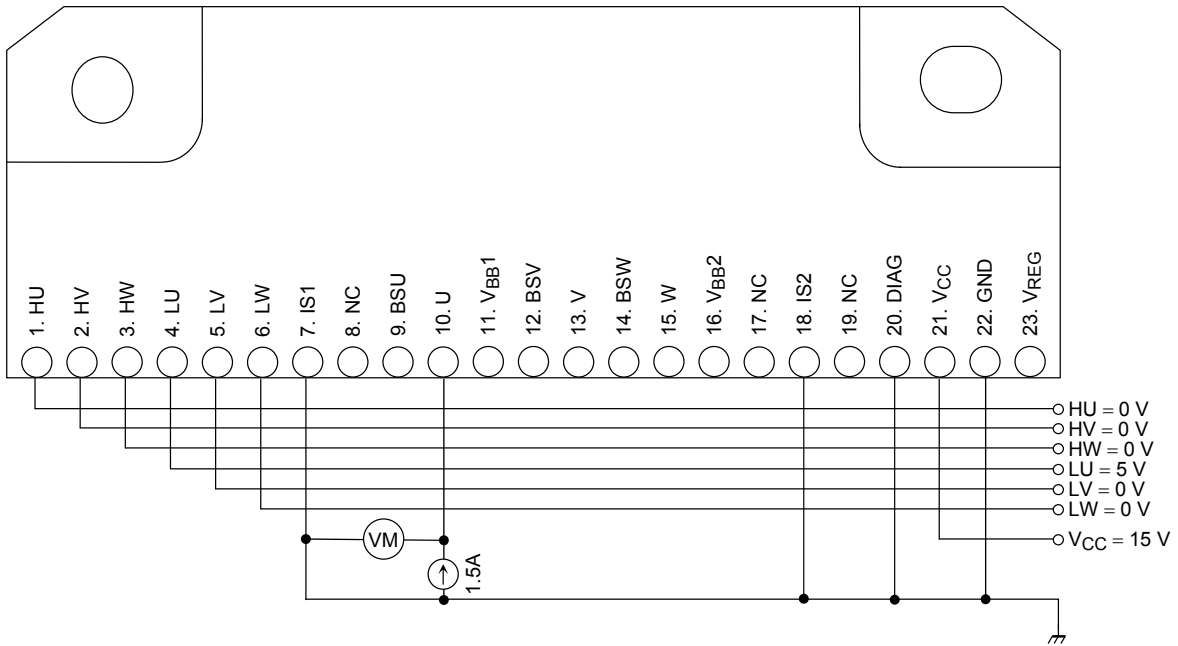 1. HU
2. HV
3. HW
4. LU
5. LV
6. LW
7. IS1
8. NC
9. BSU
10. U
11. VBB1
12. BSV
13. V
14. BSW
15. W
16. VBB2
17. NC
18. IS2
19. NC
20. DIAG
21. VCC
22. GND
23. VREG
HU = 0 V
HV = 0 V
HW = 0 V
LU = 5 V
LV = 0 V
LW = 0 V
VM
VCC = 15 V
1.5A